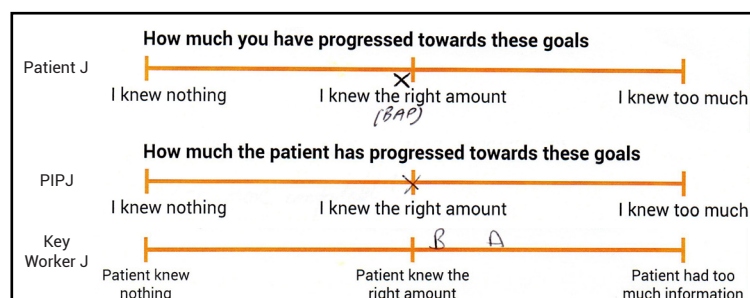 How much you have progressed towards these goals
Patient J
I knew nothing I knew the right amount I knew too much
(BAP)
How much the patient has progressed towards these goals
PIPJ
I knew nothing I knew the right amount I knew too much
B A
Key
Worker J
Patient knew Patient knew the Patient had too
nothing right amount much information